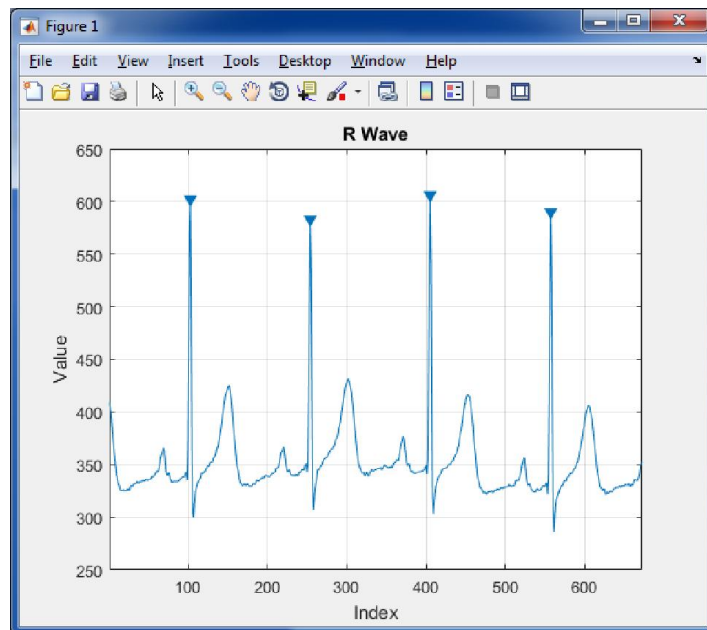 Figure 1
File Edit View Insert Tools Desktop Window Help
R Wave
650
600
550
500
450
400
350
300
250
Value
100 200 300 400 500 600
Index